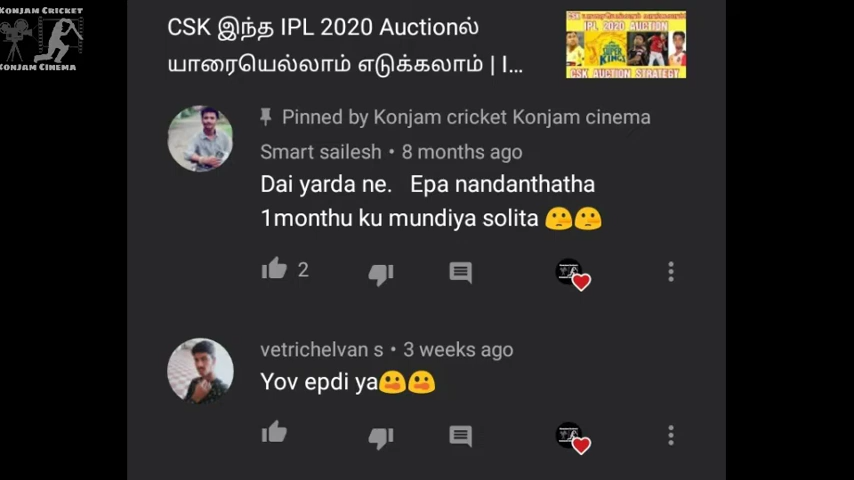 Konjam Cricket
Konjam Cinema
CSK இந்த IPL 2020 Auctionல்
யாரையெல்லாம் எடுக்கலாம் | I...
CSK யாரையெல்லாம் வாங்கலாம்
IPL 2020 AUCTION
CSK AUCTION STRATEGY
Pinned by Konjam cricket Konjam cinema
Smart sailesh • 8 months ago
Dai yarda ne. Epa nandanthatha
1monthu ku mundiya solita 🙁🙁
2
vetrichelvan s • 3 weeks ago
Yov epdi ya😮😮